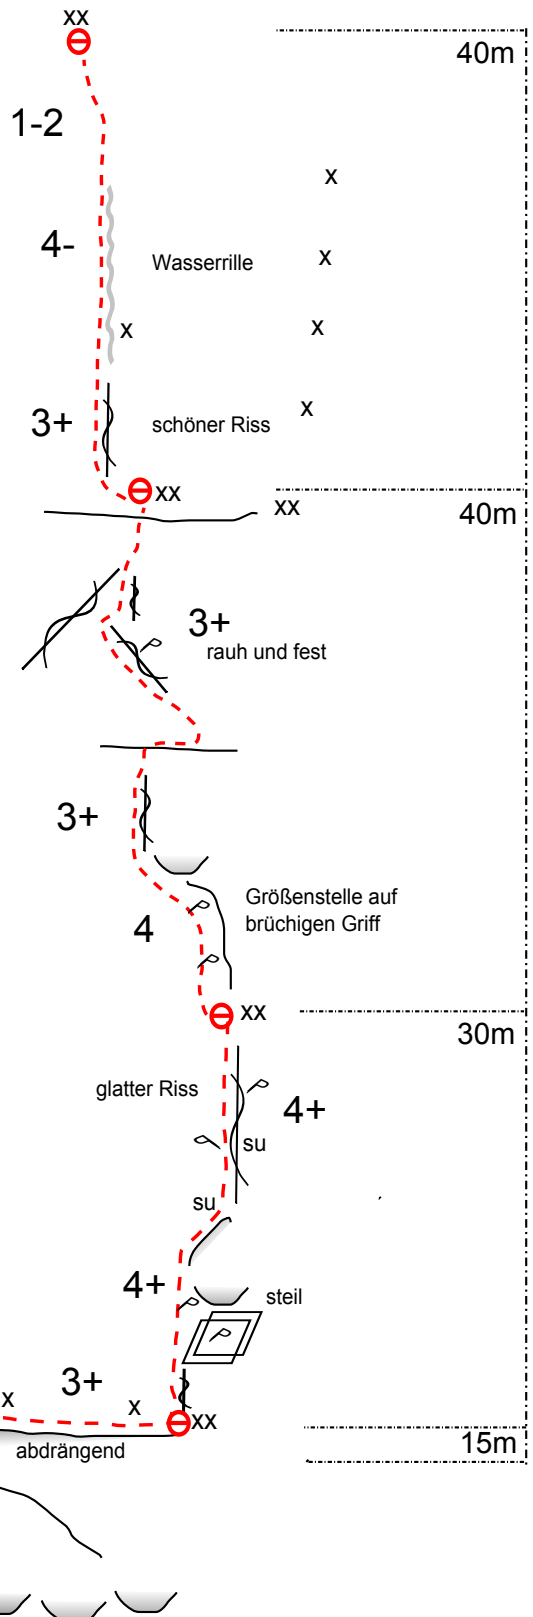 xx
40m
1-2
x
4-
Wasserrille
x
x
x
x
3+
schöner Riss
xx
xx
40m
3+
rauh und fest
3+
Größenstelle auf
brüchigen Griff
4
xx
30m
glatter Riss
4+
su
su
4+
steil
3+
x
x
xx
abdrängend
15m